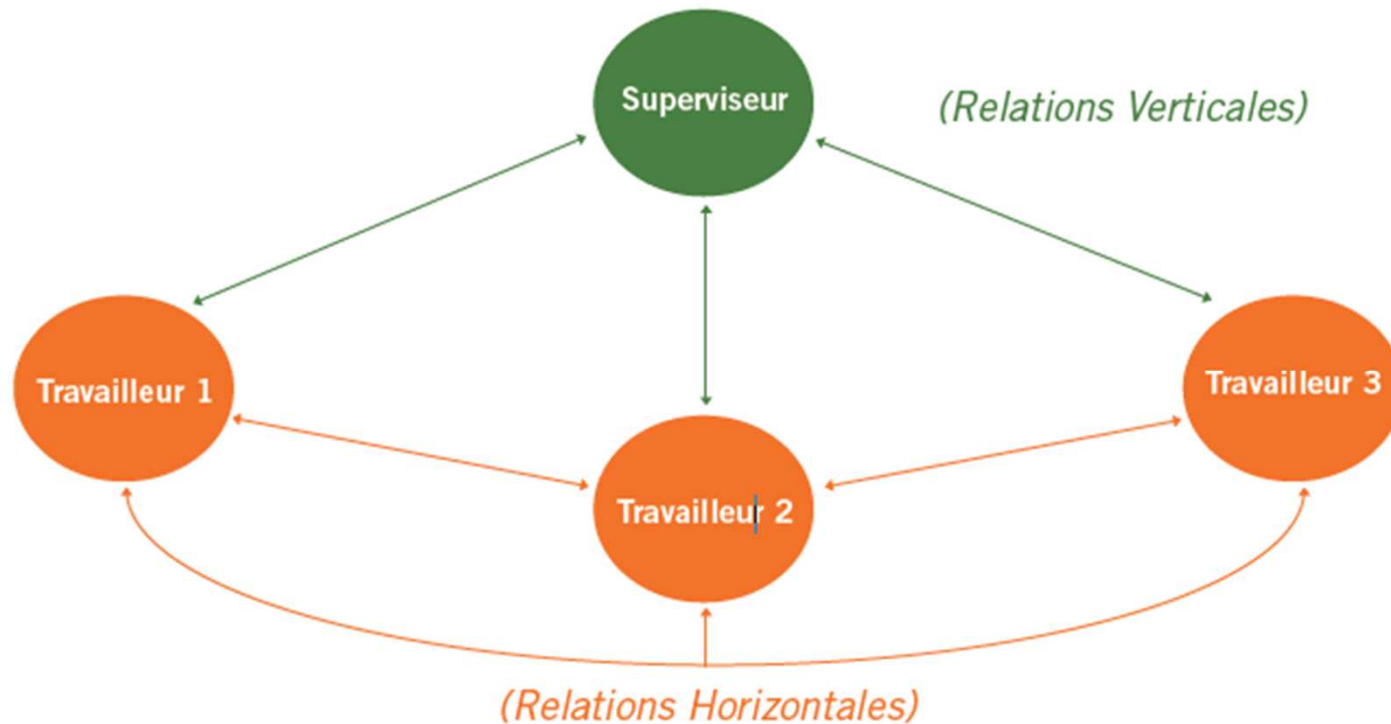 Superviseur
(Relations Verticales)
Travailleur 1
Travailleur 3
Travailleur 2
(Relations Horizontales)